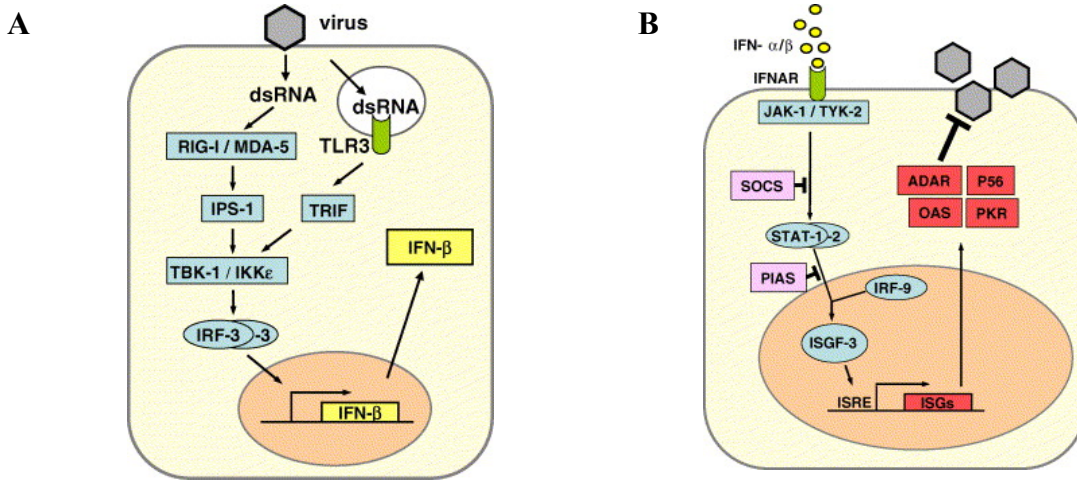 A
virus
dsRNA
dsRNA
TLR3
RIG-I / MDA-5
IPS-1
TRIF
TBK-1 / IKKε
IRF-3 -3
IFN-β
IFN-β
B
IFN- α/β
IFNAR
JAK-1 / TYK-2
SOCS
STAT-1 -2
PIAS
IRF-9
ISGF-3
ISRE
ISGs
ADAR
P56
OAS
PKR